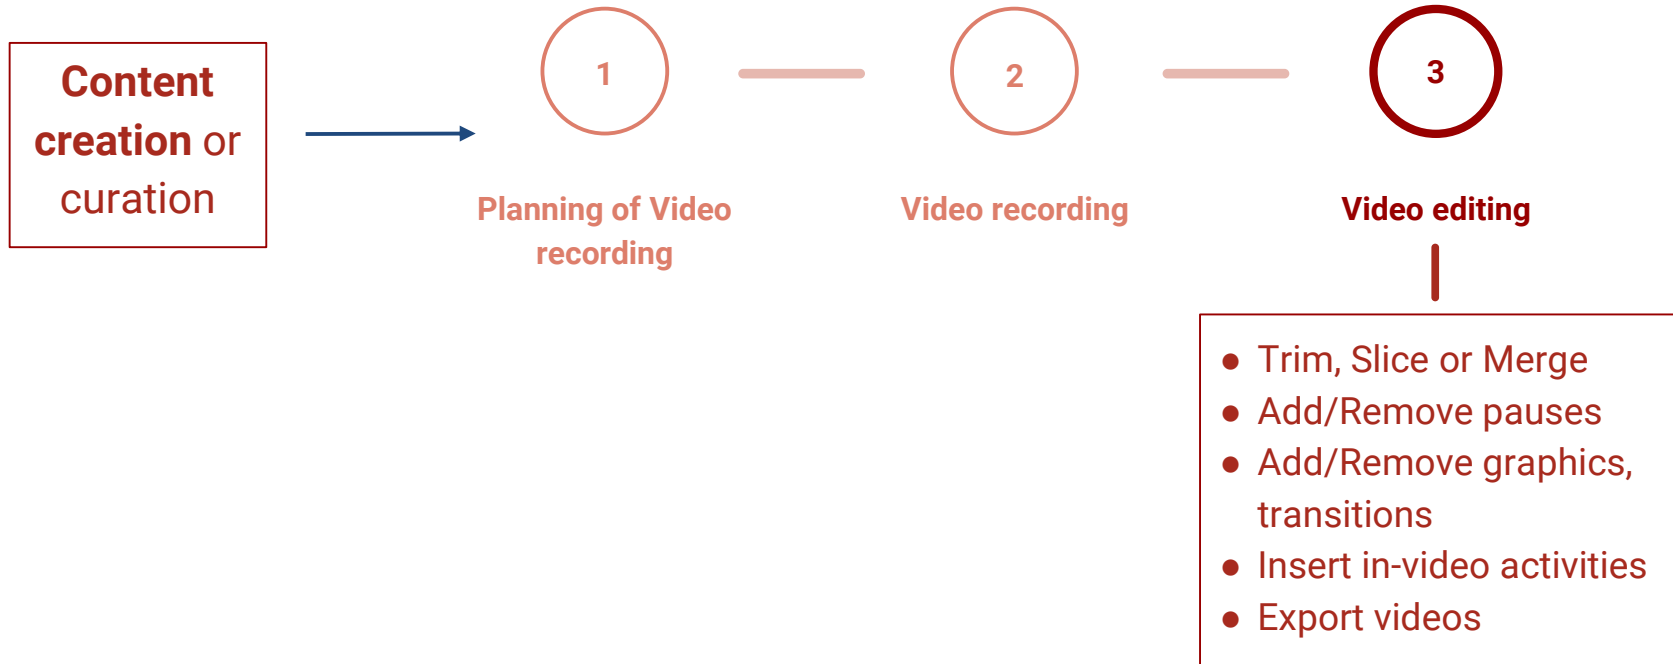 Content
creation or
curation
1
Planning of Video
recording
2
Video recording
3
Video editing
● Trim, Slice or Merge
● Add/Remove pauses
● Add/Remove graphics,
transitions
● Insert in-video activities
● Export videos